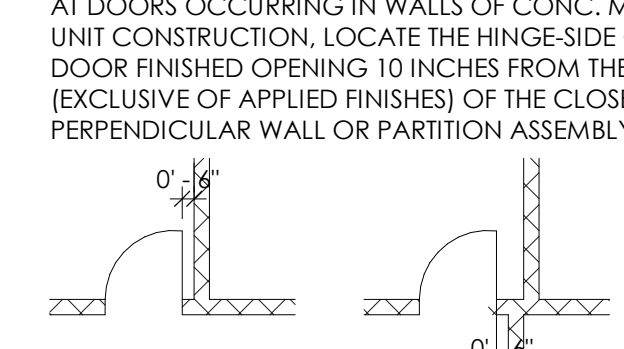 AT DOORS OCCURRING IN WALLS OF CONC.
UNIT CONSTRUCTION, LOCATE THE HINGE-SIDE
DOOR FINISHED OPENING 10 INCHES FROM THE
(EXCLUSIVE OF APPLIED FINISHES) OF THE
PERPENDICULAR WALL OR PARTITION ASSEMBLY
0' - 6"